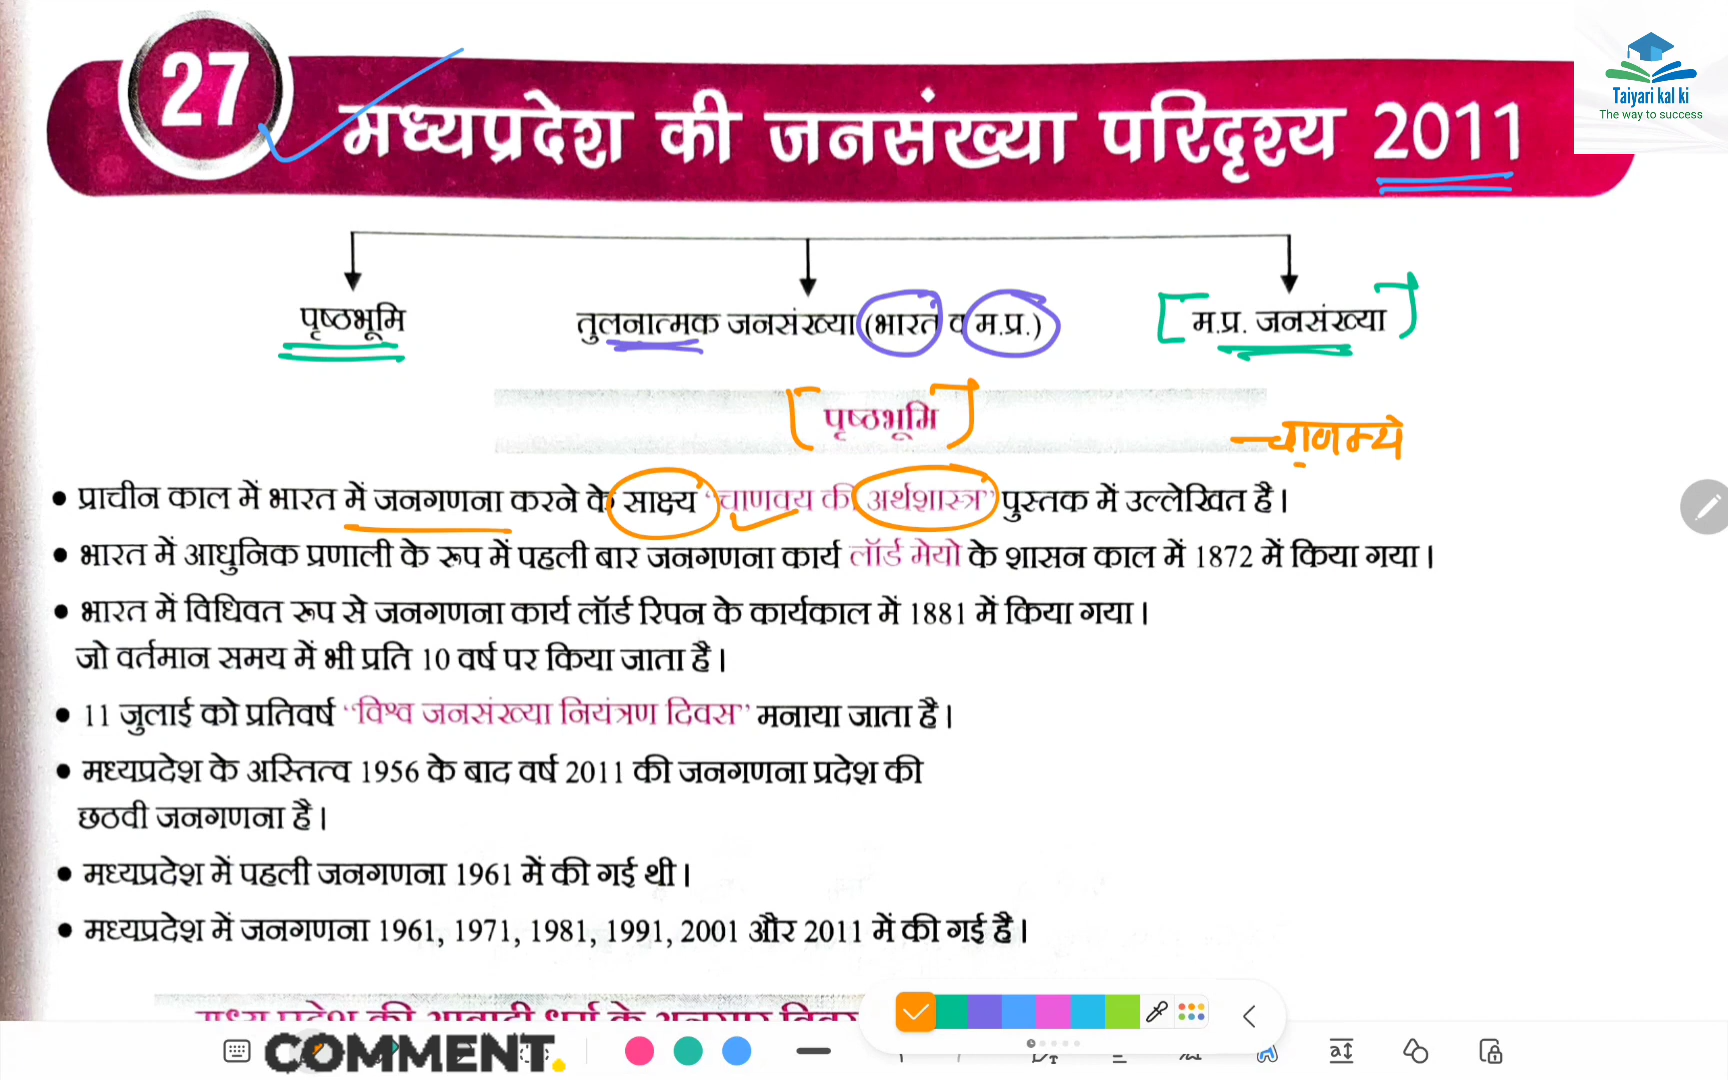 27
मध्यप्रदेश की जनसंख्या परिदृश्य 2011
Taiyari kal ki
The way to success
पृष्ठभूमि
तुलनात्मक जनसंख्या (भारत व म.प्र.)
म.प्र. जनसंख्या
पृष्ठभूमि
• प्राचीन काल में भारत में जनगणना करने के साक्ष्य "चाणक्य की अर्थशास्त्र" पुस्तक में उल्लेखित है।
• भारत में आधुनिक प्रणाली के रूप में पहली बार जनगणना कार्य लॉर्ड मेयो के शासन काल में 1872 में किया गया।
• भारत में विधिवत रूप से जनगणना कार्य लॉर्ड रिपन के कार्यकाल में 1881 में किया गया।
जो वर्तमान समय में भी प्रति 10 वर्ष पर किया जाता है।
• 11 जुलाई को प्रतिवर्ष "विश्व जनसंख्या नियंत्रण दिवस" मनाया जाता है।
• मध्यप्रदेश के अस्तित्व 1956 के बाद वर्ष 2011 की जनगणना प्रदेश की
छठवी जनगणना है।
• मध्यप्रदेश में पहली जनगणना 1961 में की गई थी।
• मध्यप्रदेश में जनगणना 1961, 1971, 1981, 1991, 2001 और 2011 में की गई है।
COMMENT.